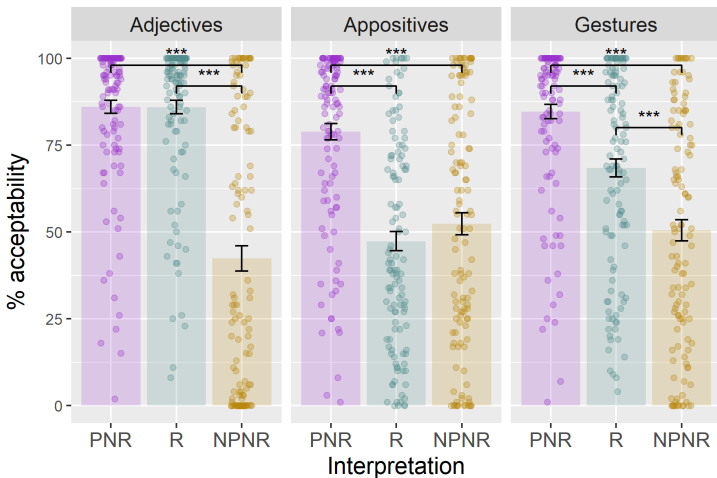 Adjectives Appositives Gestures
*** *** ***
*** *** ***
***
100
75
50
25
0
% acceptability
PNR R NPNR PNR R NPNR PNR R NPNR
Interpretation